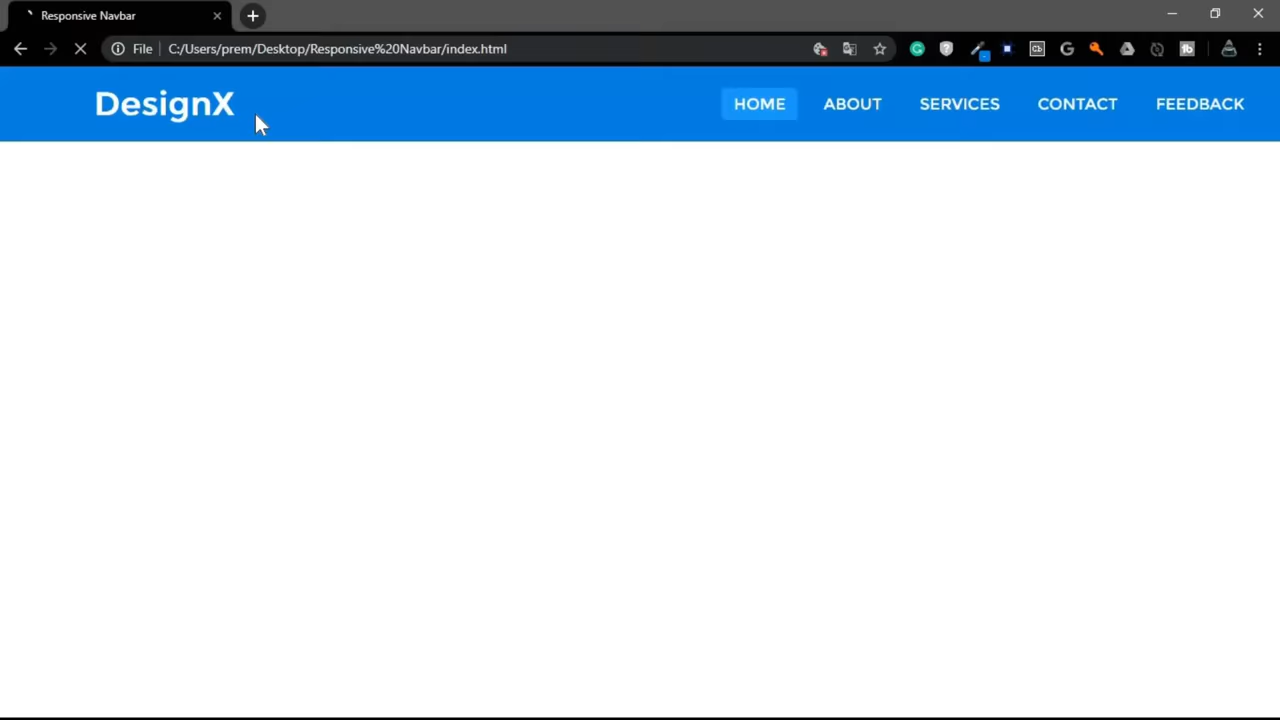 Responsive Navbar
File C:/Users/prem/Desktop/Responsive%20Navbar/index.html
DesignX HOME ABOUT SERVICES CONTACT FEEDBACK